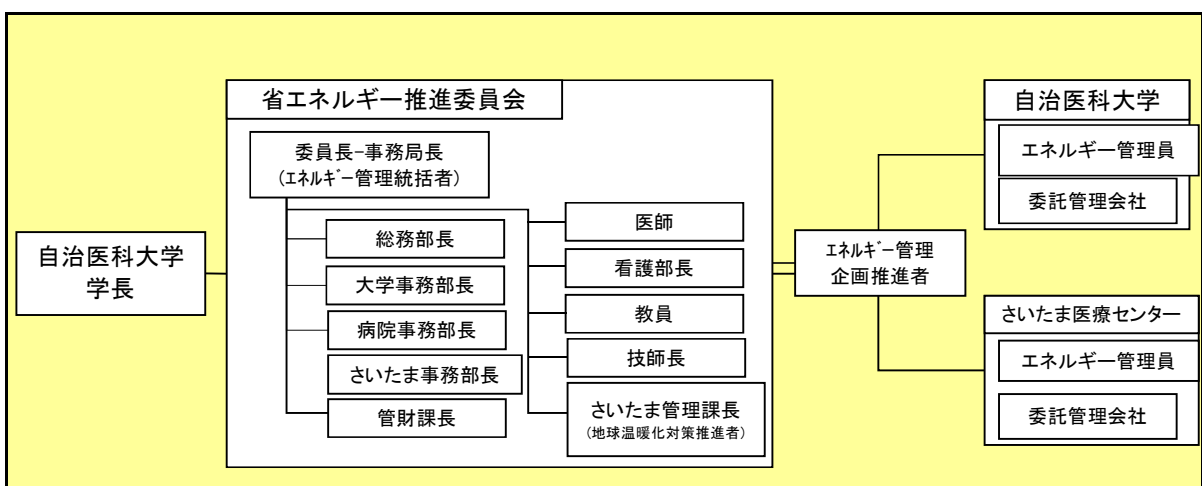 自治医科大学
学長
省エネルギー推進委員会
委員長-事務局長
(エネルギー管理統括者)
総務部長
大学事務部長
病院事務部長
さいたま事務部長
管財課長
医師
看護部長
教員
技師長
さいたま管理課長
(地球温暖化対策推進者)
エネルギー管理
企画推進者
自治医科大学
エネルギー管理員
委託管理会社
さいたま医療センター
エネルギー管理員
委託管理会社